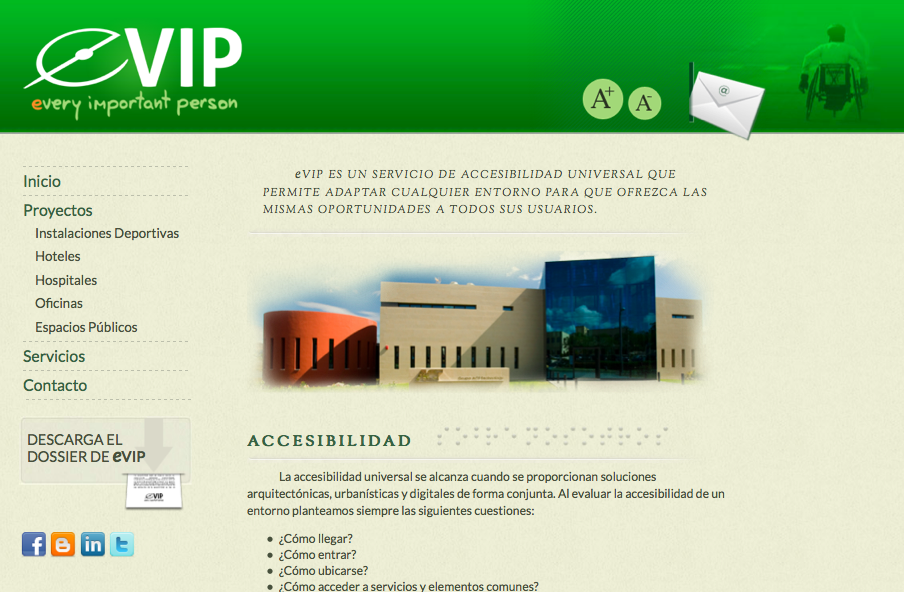 eVIP
every important person
A+ A-
@
Inicio
Proyectos
Instalaciones Deportivas
Hoteles
Hospitales
Oficinas
Espacios Públicos
Servicios
Contacto
DESCARGA EL
DOSSIER DE eVIP
eVIP
eVIP ES UN SERVICIO DE ACCESIBILIDAD UNIVERSAL QUE
PERMITE ADAPTAR CUALQUIER ENTORNO PARA QUE OFREZCA LAS
MISMAS OPORTUNIDADES A TODOS SUS USUARIOS.
ACCESIBILIDAD
La accesibilidad universal se alcanza cuando se proporcionan soluciones
arquitectónicas, urbanísticas y digitales de forma conjunta. Al evaluar la accesibilidad de un
entorno planteamos siempre las siguientes cuestiones:
• ¿Cómo llegar?
• ¿Cómo entrar?
• ¿Cómo ubicarse?
• ¿Cómo acceder a servicios y elementos comunes?